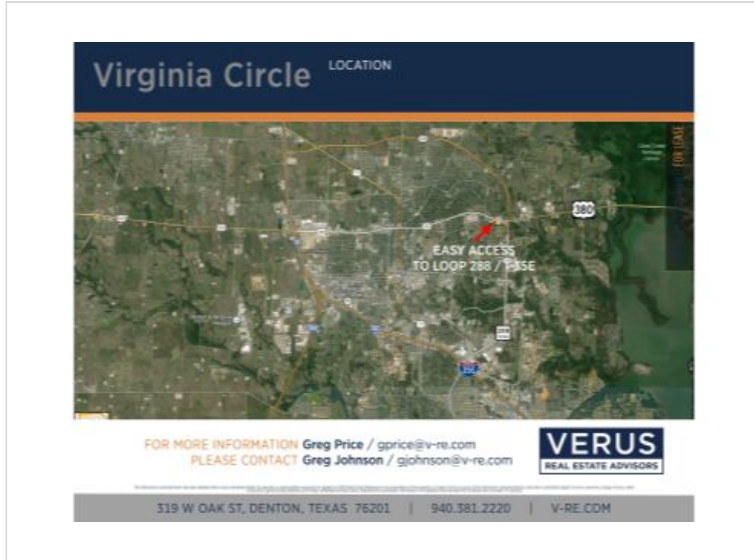 Virginia Circle
LOCATION
FOR LEASE
380
EASY ACCESS
TO LOOP 288 / I-35E
288
35E
FOR MORE INFORMATION Greg Price / gprice@v-re.com
PLEASE CONTACT Greg Johnson / gjohnson@v-re.com
VERUS
REAL ESTATE ADVISORS
319 W OAK ST, DENTON, TEXAS 76201 | 940.381.2220 | V-RE.COM